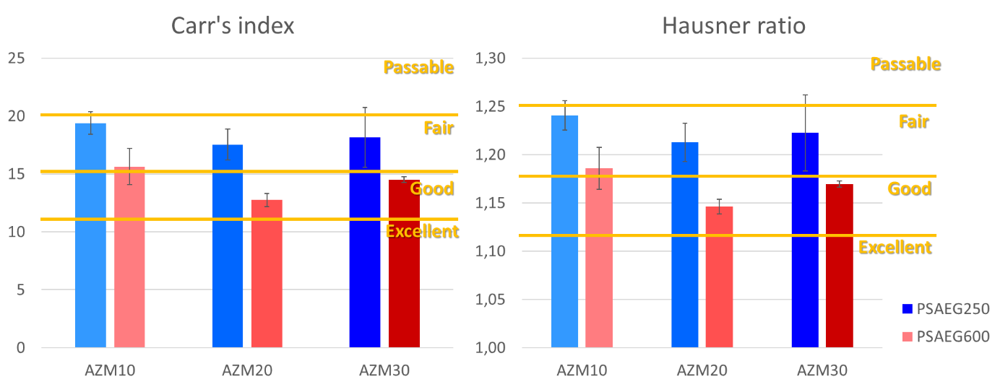 Carr's index
25
20
15
10
5
0
Passable
Fair
Good
Excellent
AZM10 AZM20 AZM30
Hausner ratio
1,30
1,25
1,20
1,15
1,10
1,05
1,00
Passable
Fair
Good
Excellent
AZM10 AZM20 AZM30
PSAEG250
PSAEG600